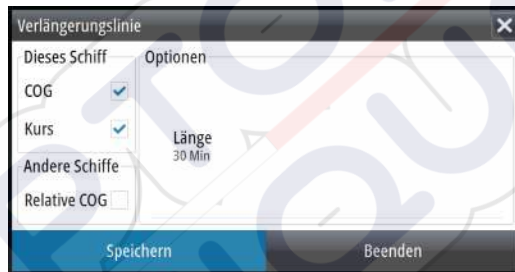 Verlängerungslinie
Dieses Schiff
COG
Kurs
Andere Schiffe
Relative COG
Optionen
Länge
30 Min
Speichern
Beenden